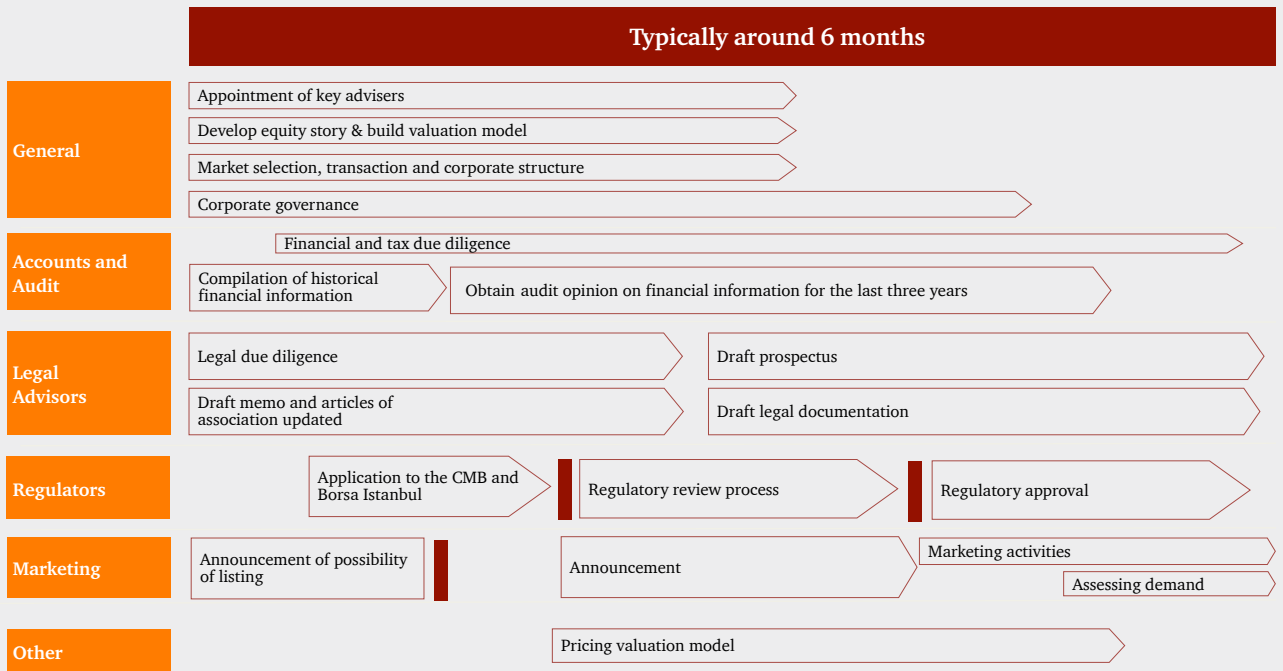 Typically around 6 months
General
Appointment of key advisers
Develop equity story & build valuation model
Market selection, transaction and corporate structure
Corporate governance
Accounts and
Audit
Financial and tax due diligence
Compilation of historical
financial information
Obtain audit opinion on financial information for the last three years
Legal
Advisors
Legal due diligence
Draft prospectus
Draft memo and articles of
association updated
Draft legal documentation
Regulators
Application to the CMB and
Borsa Istanbul
Regulatory review process
Regulatory approval
Marketing
Announcement of possibility
of listing
Announcement
Marketing activities
Assessing demand
Other
Pricing valuation model